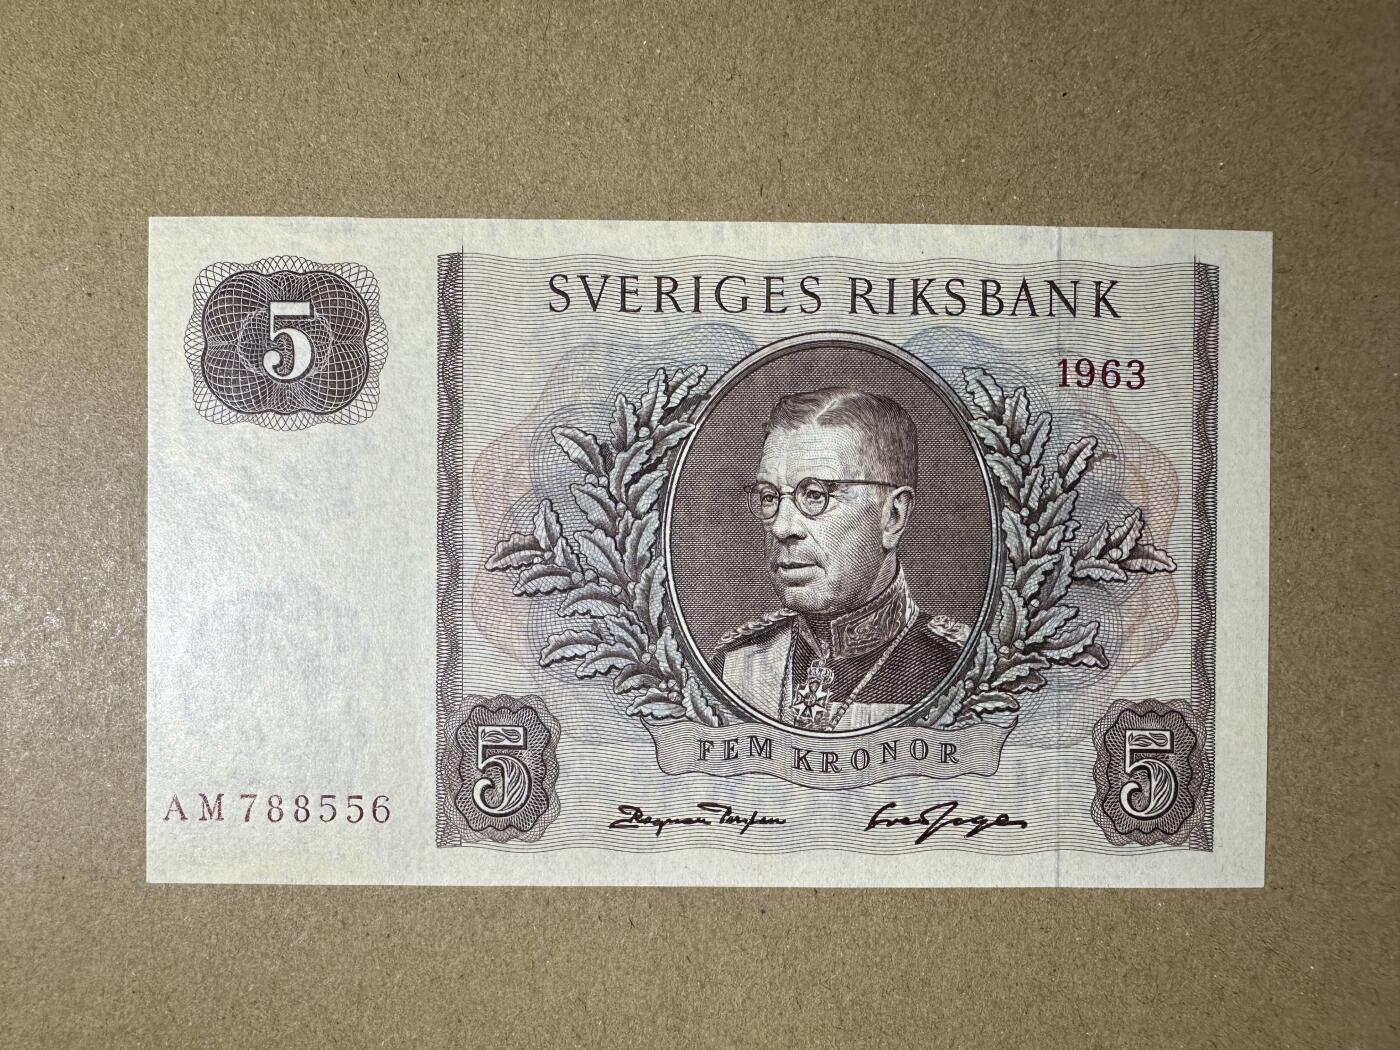 5
SVERIGES RIKSBANK
1963
FEM KRONOR
5
5
AM 788556